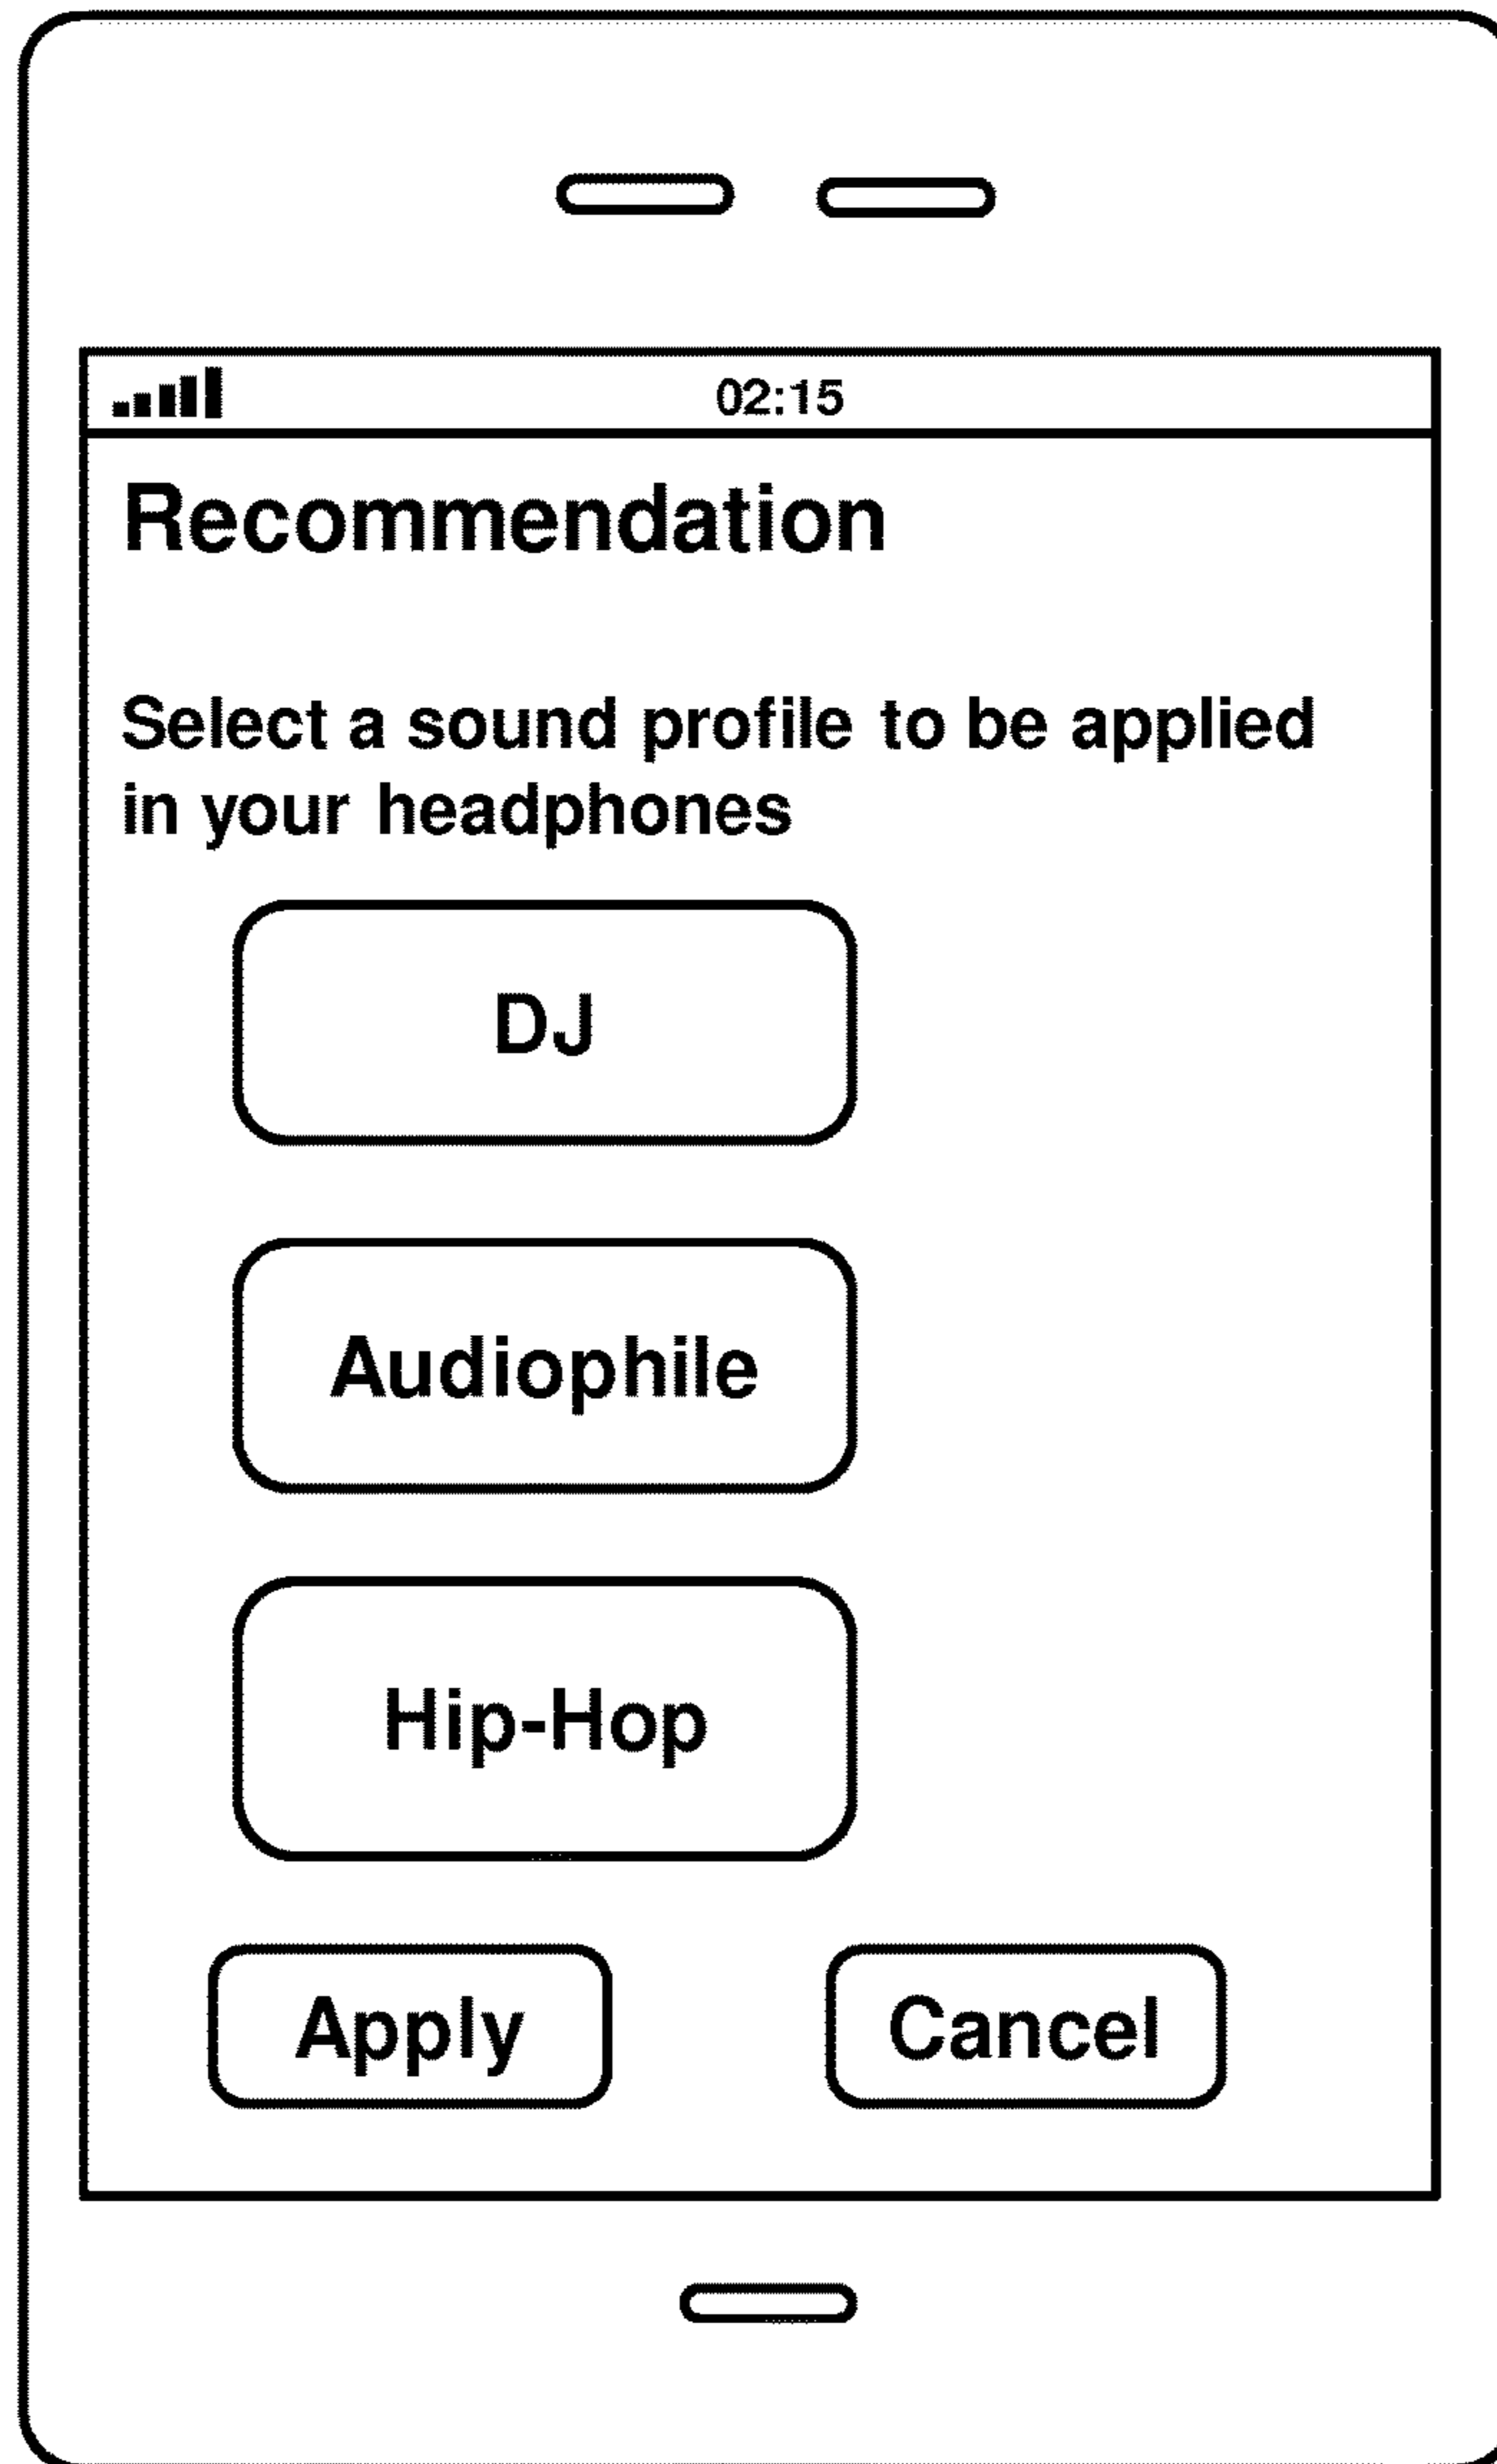 02:15
Recommendation
Select a sound profile to be applied
in your headphones
DJ
Audiophile
Hip-Hop
Apply
Cancel